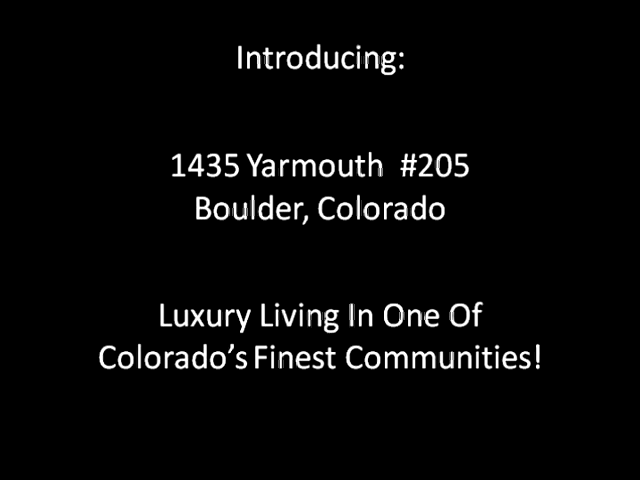 Introducing:
1435 Yarmouth #205
Boulder, Colorado
Luxury Living In One Of
Colorado’s Finest Communities!